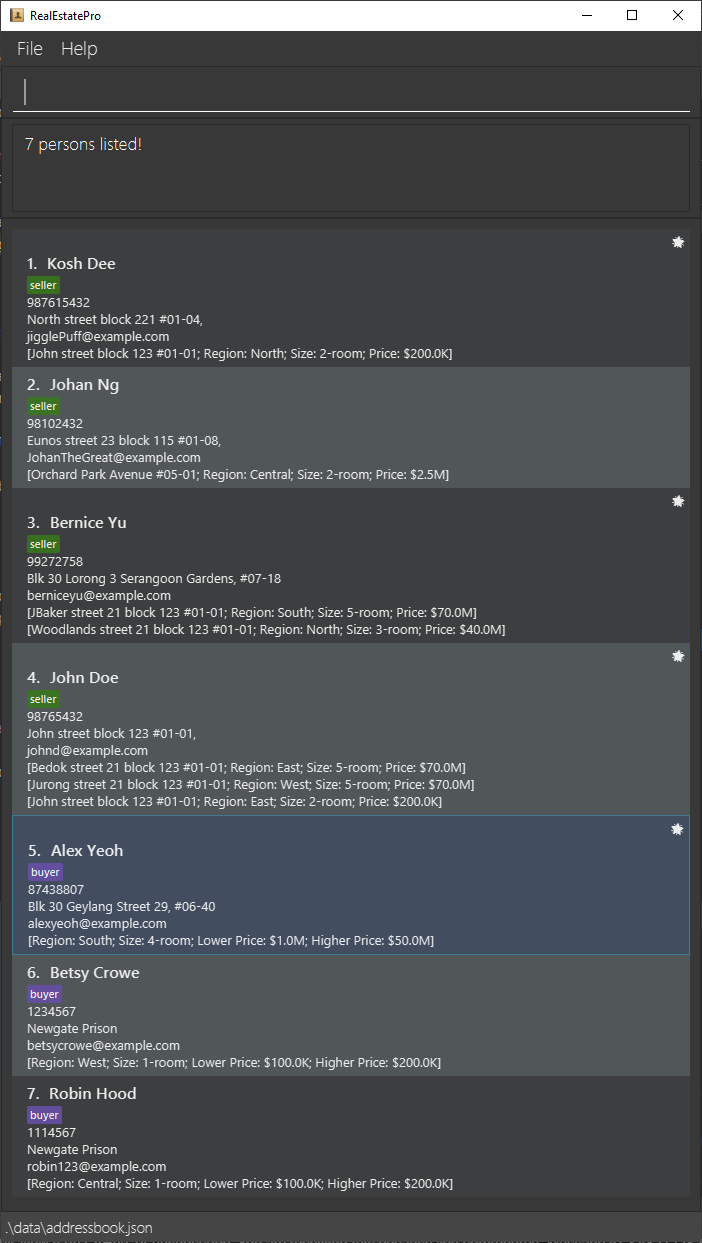 RealEstatePro
File Help
7 persons listed!
1. Kosh Dee
seller
987615432
North street block 221 #01-04,
jigglePuff@example.com
[John street block 123 #01-01; Region: North; Size: 2-room; Price: $200.0K]
2. Johan Ng
seller
98102432
Eunos street 23 block 115 #01-08,
JohanTheGreat@example.com
[Orchard Park Avenue #05-01; Region: Central; Size: 2-room; Price: $2.5M]
3. Bernice Yu
seller
99272758
Blk 30 Lorong 3 Serangoon Gardens, #07-18
berniceyu@example.com
[JBaker street 21 block 123 #01-01; Region: South; Size: 5-room; Price: $70.0M]
[Woodlands street 21 block 123 #01-01; Region: North; Size: 3-room; Price: $40.0M]
4. John Doe
seller
98765432
John street block 123 #01-01,
johnd@example.com
[Bedok street 21 block 123 #01-01; Region: East; Size: 5-room; Price: $70.0M]
[Jurong street 21 block 123 #01-01; Region: West; Size: 5-room; Price: $70.0M]
[John street block 123 #01-01; Region: East; Size: 2-room; Price: $200.0K]
5. Alex Yeoh
buyer
87438807
Blk 30 Geylang Street 29, #06-40
alexyeoh@example.com
[Region: South; Size: 4-room; Lower Price: $1.0M; Higher Price: $50.0M]
6. Betsy Crowe
buyer
1234567
Newgate Prison
betsycrowe@example.com
[Region: West; Size: 1-room; Lower Price: $100.0K; Higher Price: $200.0K]
7. Robin Hood
buyer
1114567
Newgate Prison
robin123@example.com
[Region: Central; Size: 1-room; Lower Price: $100.0K; Higher Price: $200.0K]
.\data\addressbook.json